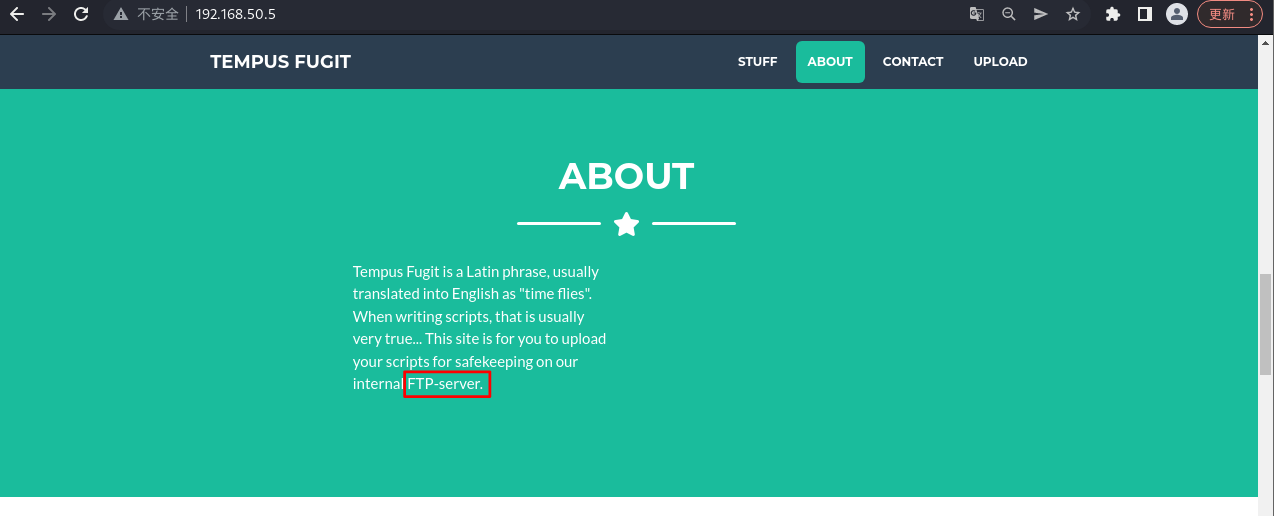 不安全 192.168.50.5 更新
TEMPUS FUGIT STUFF ABOUT CONTACT UPLOAD
ABOUT
Tempus Fugit is a Latin phrase, usually
translated into English as "time flies".
When writing scripts, that is usually
very true... This site is for you to upload
your scripts for safekeeping on our
internal FTP-server.